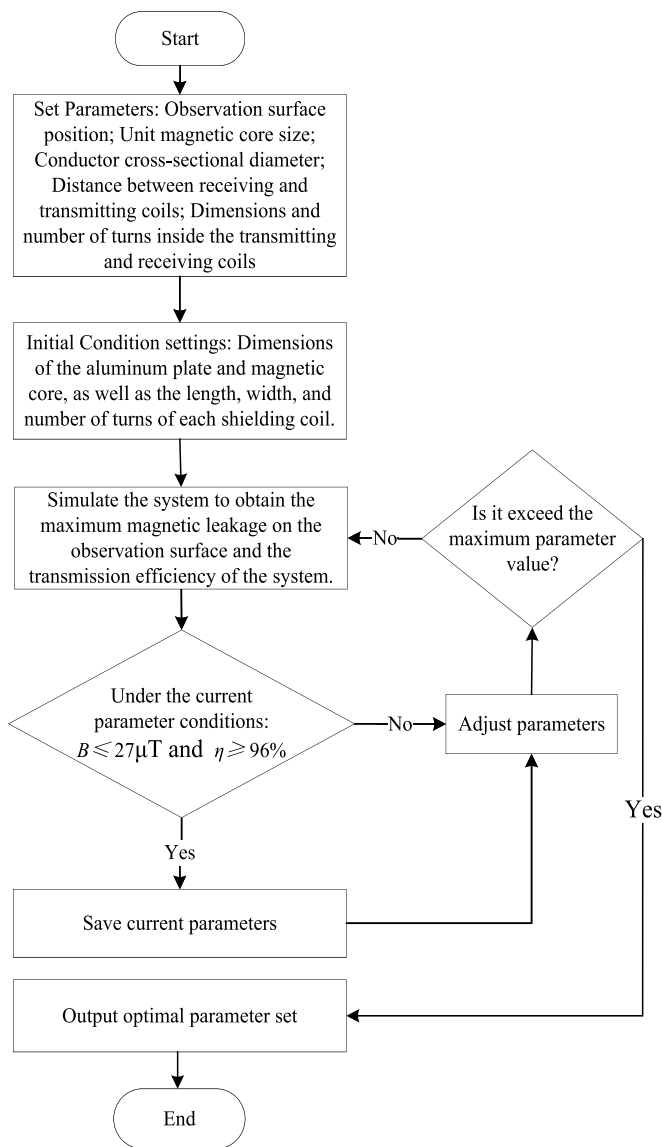 Start
Set Parameters: Observation surface
position; Unit magnetic core size;
Conductor cross-sectional diameter;
Distance between receiving and
transmitting coils; Dimensions and
number of turns inside the transmitting
and receiving coils
Initial Condition settings: Dimensions
of the aluminum plate and magnetic
core, as well as the length, width, and
number of turns of each shielding coil.
Simulate the system to obtain the
maximum magnetic leakage on the
observation surface and the
transmission efficiency of the system.
No
Is it exceed the
maximum parameter
value?
Under the current
parameter conditions:
B≤27μT and η≥96%
No
Adjust parameters
Yes
Yes
Save current parameters
Output optimal parameter set
End